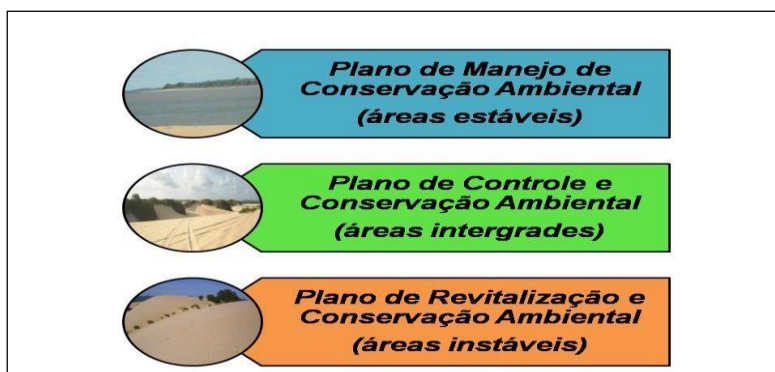 Plano de Manejo de
Conservação Ambiental
(áreas estáveis)
Plano de Controle e
Conservação Ambiental
(áreas intergrades)
Plano de Revitalização e
Conservação Ambiental
(áreas instáveis)